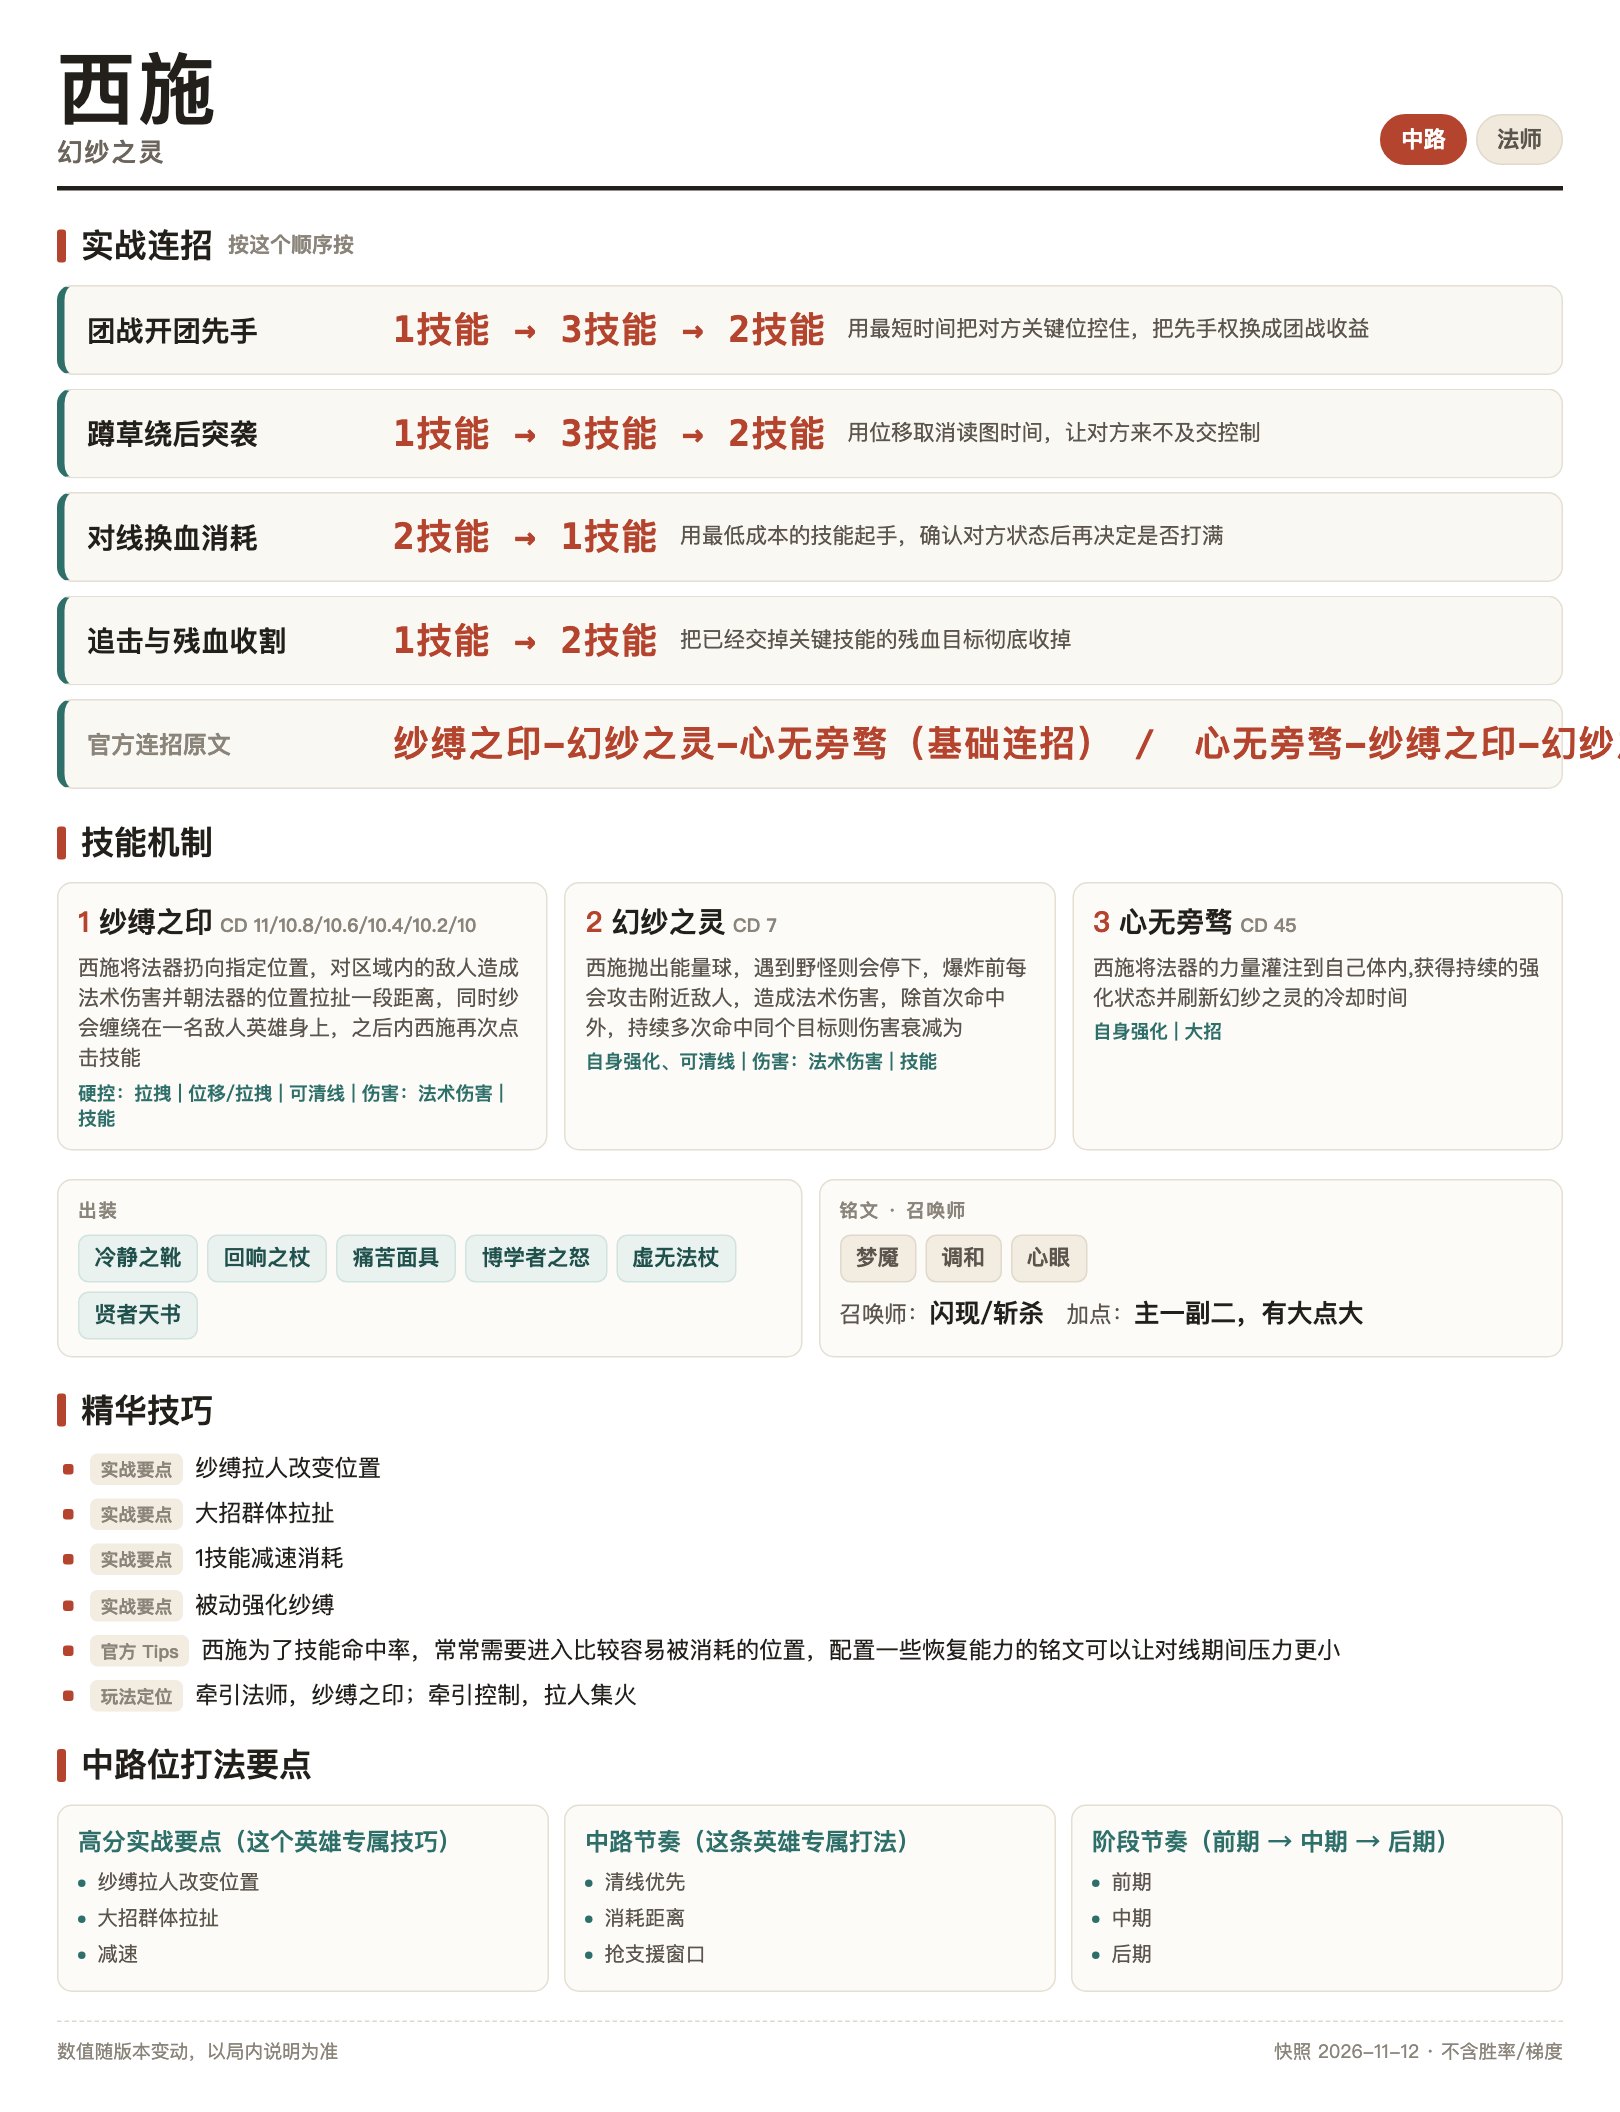 西施
幻纱之灵
中路 法师
实战连招 按这个顺序按
团战开团先手 1技能 → 3技能 → 2技能 用最短时间把对方关键位控住，把先手权换成团战收益
蹲草绕后突袭 1技能 → 3技能 → 2技能 用位移取消读图时间，让对方来不及交控制
对线换血消耗 2技能 → 1技能 用最低成本的技能起手，确认对方状态后再决定是否打满
追击与残血收割 1技能 → 2技能 把已经交掉关键技能的残血目标彻底收掉
官方连招原文 纱缚之印-幻纱之灵-心无旁骛（基础连招） / 心无旁骛-纱缚之印-幻纱
技能机制
1 纱缚之印 CD 11/10.8/10.6/10.4/10.2/10
西施将法器扔向指定位置，对区域内的敌人造成
法术伤害并朝法器的位置拉扯一段距离，同时纱
会缠绕在一名敌人英雄身上，之后内西施再次点
击技能
硬控：拉拽 | 位移/拉拽 | 可清线 | 伤害：法术伤害 |
技能
2 幻纱之灵 CD 7
西施抛出能量球，遇到野怪则会停下，爆炸前每
会攻击附近敌人，造成法术伤害，除首次命中
外，持续多次命中同个目标则伤害衰减为
自身强化、可清线 | 伤害：法术伤害 | 技能
3 心无旁骛 CD 45
西施将法器的力量灌注到自己体内,获得持续的强
化状态并刷新幻纱之灵的冷却时间
自身强化 | 大招
出装
冷静之靴 回响之杖 痛苦面具 博学者之怒 虚无法杖
贤者天书
铭文 · 召唤师
梦魇 调和 心眼
召唤师：闪现/斩杀 加点：主一副二，有大点大
精华技巧
实战要点 纱缚拉人改变位置
实战要点 大招群体拉扯
实战要点 1技能减速消耗
实战要点 被动强化纱缚
官方 Tips 西施为了技能命中率，常常需要进入比较容易被消耗的位置，配置一些恢复能力的铭文可以让对线期间压力更小
玩法定位 牵引法师，纱缚之印；牵引控制，拉人集火
中路位打法要点
高分实战要点（这个英雄专属技巧）
纱缚拉人改变位置
大招群体拉扯
减速
中路节奏（这条英雄专属打法）
清线优先
消耗距离
抢支援窗口
阶段节奏（前期 → 中期 → 后期）
前期
中期
后期
数值随版本变动，以局内说明为准
快照 2026-11-12 · 不含胜率/梯度